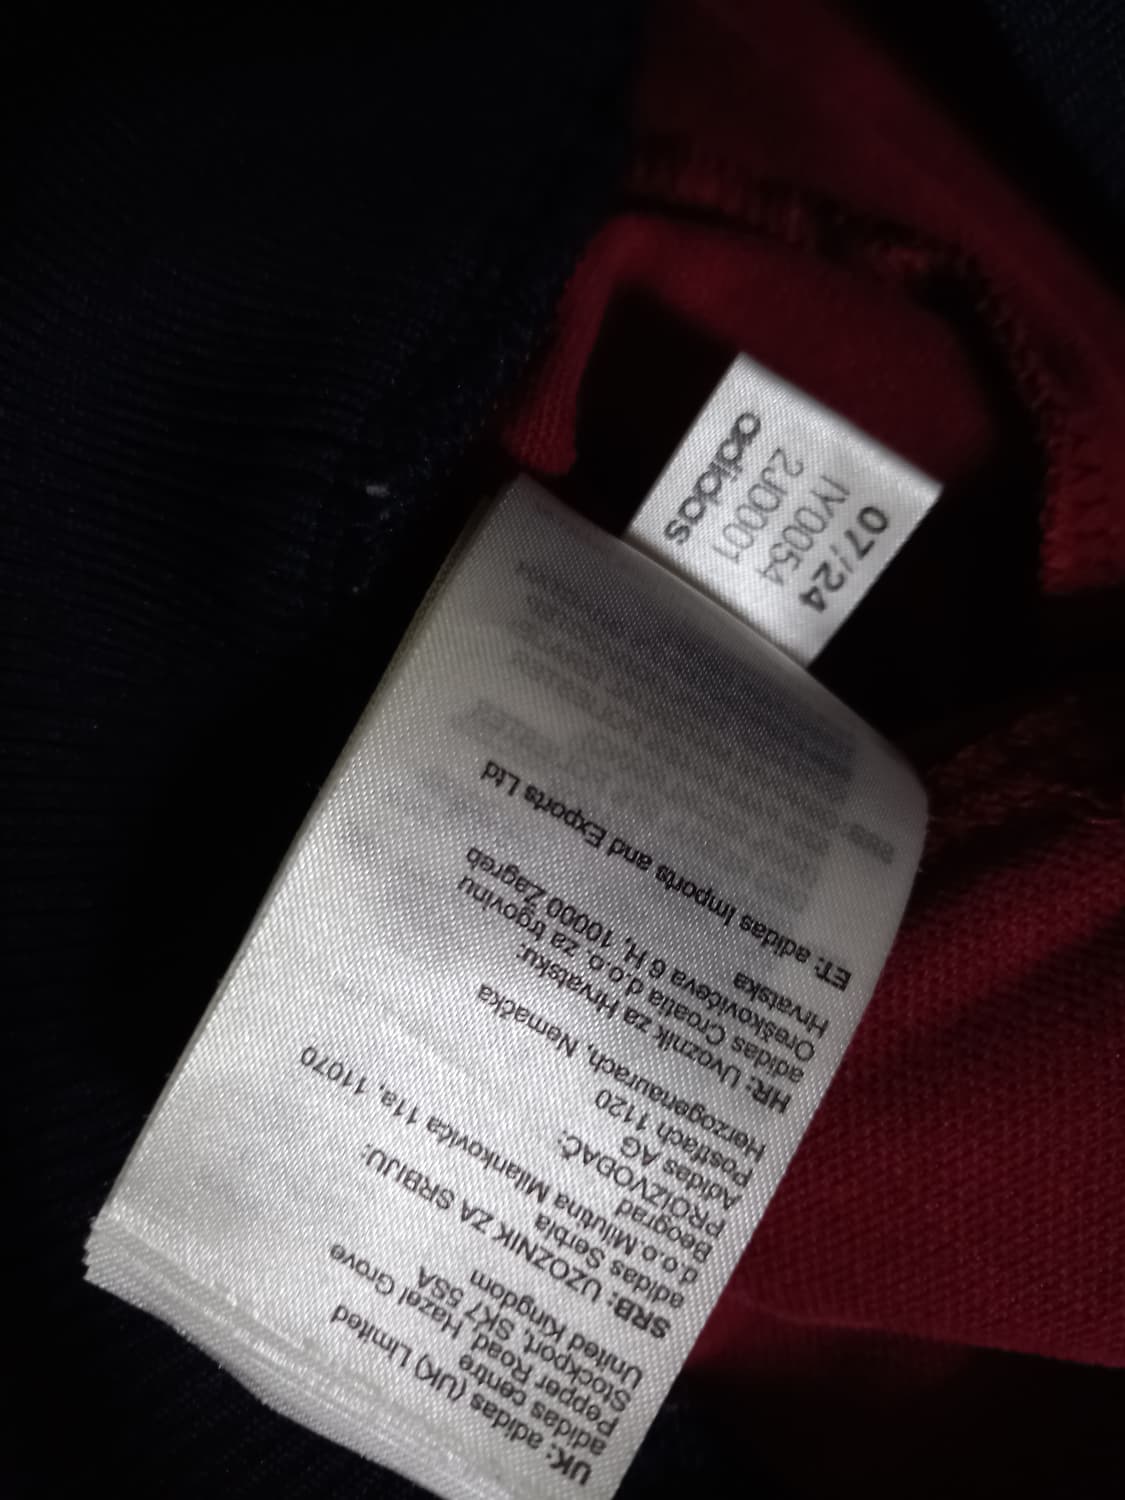 adidas
2JD001
IY0054
07/24
UK: adidas (UK) Limited
adidas centre
Pepper Road, Hazel Grove
Stockport, SK7 5SA
United Kingdom
SRB: UZOZNIK ZA SRBIJU:
adidas Serbia
d.o.o Milutina Milankovića 11a, 11070
Beograd
PROIZVOĐAČ:
Adidas AG
Postfach 1120
Herzogenaurach, Nemačka
HR: Uvoznik za Hrvatsku:
adidas Croatia d.o.o. za trgovinu
Oreškovićeva 6 H, 10000 Zagreb
Hrvatska
ET: adidas Imports and Exports Ltd